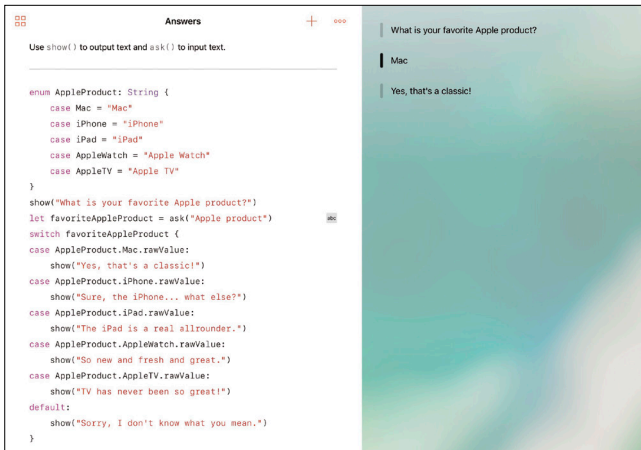 Answers
Use show() to output text and ask() to input text.
enum AppleProduct: String {
    case Mac = "Mac"
    case iPhone = "iPhone"
    case iPad = "iPad"
    case AppleWatch = "Apple Watch"
    case AppleTV = "Apple TV"
}
show("What is your favorite Apple product?")
let favoriteAppleProduct = ask("Apple product")
abc
switch favoriteAppleProduct {
case AppleProduct.Mac.rawValue:
    show("Yes, that's a classic!")
case AppleProduct.iPhone.rawValue:
    show("Sure, the iPhone... what else?")
case AppleProduct.iPad.rawValue:
    show("The iPad is a real allrounder.")
case AppleProduct.AppleWatch.rawValue:
    show("So new and fresh and great.")
case AppleProduct.AppleTV.rawValue:
    show("TV has never been so great!")
default:
    show("Sorry, I don't know what you mean.")
}
What is your favorite Apple product?
Mac
Yes, that's a classic!